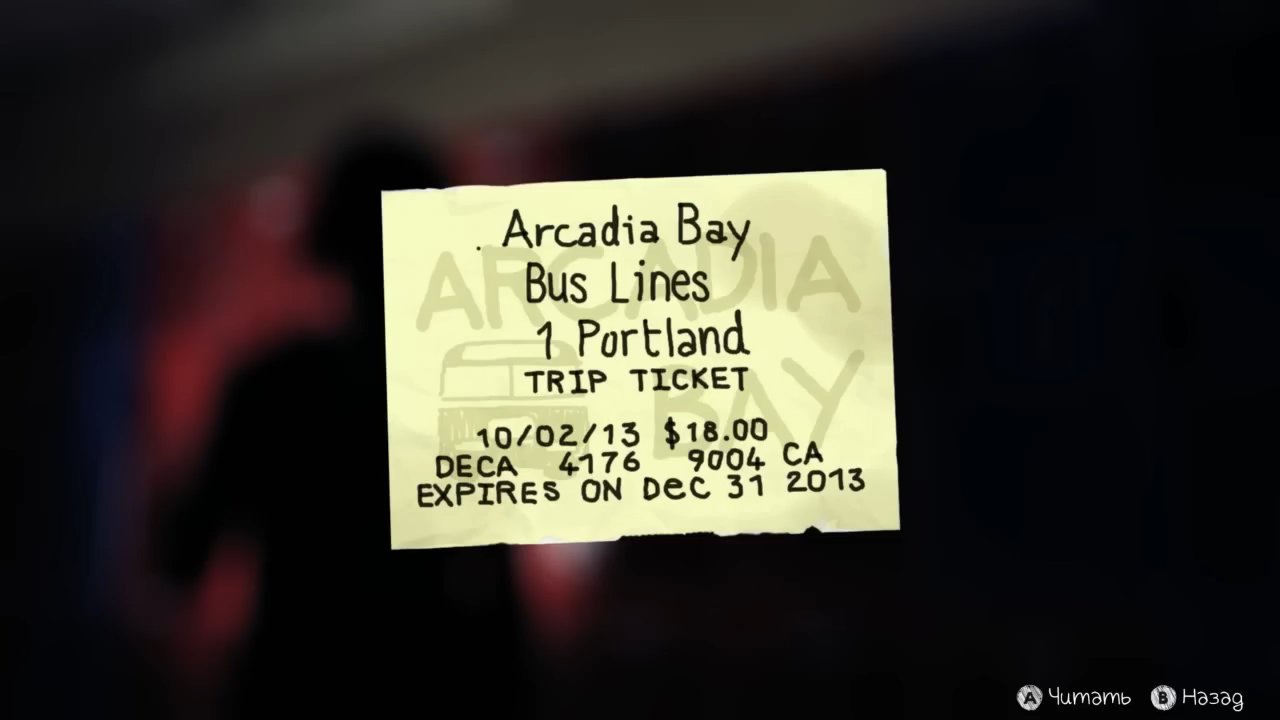 Arcadia Bay
Bus Lines
1 Portland
TRIP TICKET
10/02/13 $18.00
DECA 4176 9004 CA
EXPIRES ON DEC 31 2013
ARCADIA
BAY
A Читать B Назад